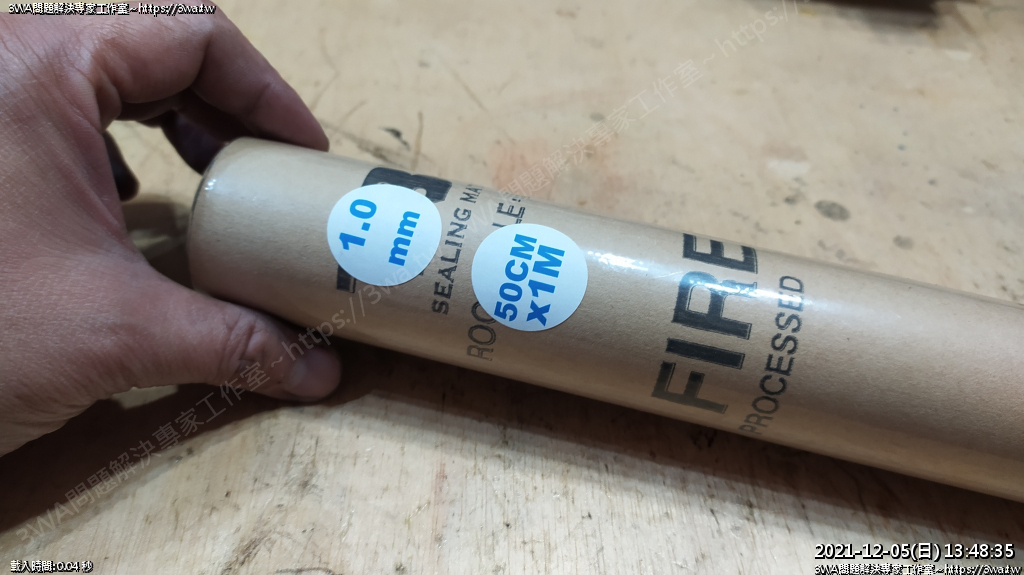 3WA問題解決專家工作室~https://3wa.tw
1.0
mm
SEALING MA
50CM
x1M
FIRE
PROCESSED
3WA問題解決專家工作室~https://
載入時間:0.04 秒
2021-12-05(日) 13:48:35
3WA問題解決專家工作室~https://3wa.tw